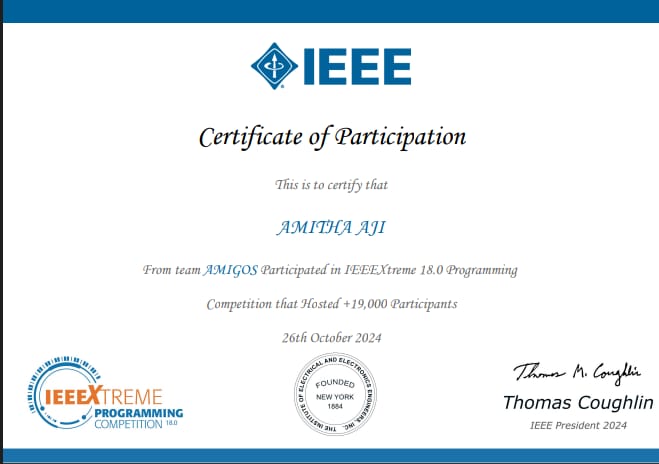 IEEE
Certificate of Participation
This is to certify that
AMITHA AJI
From team AMIGOS Participated in IEEEXtreme 18.0 Programming
Competition that Hosted +19,000 Participants
26th October 2024
IEEEXTREME
PROGRAMMING
COMPETITION 18.0
THE INSTITUTE OF ELECTRICAL AND ELECTRONICS ENGINEERS, INC.
FOUNDED
NEW YORK
1884
Thomas M. Coughlin
Thomas Coughlin
IEEE President 2024